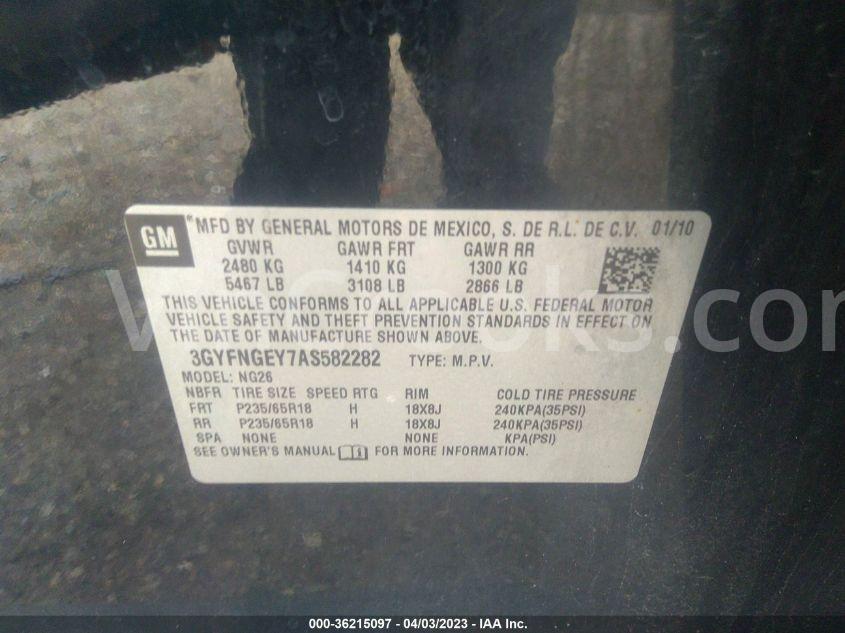 GM
® MFD BY GENERAL MOTORS DE MEXICO, S. DE R.L. DE C.V. 01/10
GVWR GAWR FRT GAWR RR
2480 KG 1410 KG 1300 KG
5467 LB 3108 LB 2866 LB
THIS VEHICLE CONFORMS TO ALL APPLICABLE U.S. FEDERAL MOTOR
VEHICLE SAFETY AND THEFT PREVENTION STANDARDS IN EFFECT ON
THE DATE OF MANUFACTURE SHOWN ABOVE.
3GYFNGEY7AS582282 TYPE: M.P.V.
MODEL: NG26
NBFR TIRE SIZE SPEED RTG RIM COLD TIRE PRESSURE
FRT P235/65R18 H 18X8J 240KPA(35PSI)
RR P235/65R18 H 18X8J 240KPA(35PSI)
SPA NONE NONE KPA(PSI)
SEE OWNER'S MANUAL FOR MORE INFORMATION.
000-36215097 - 04/03/2023 - IAA Inc.